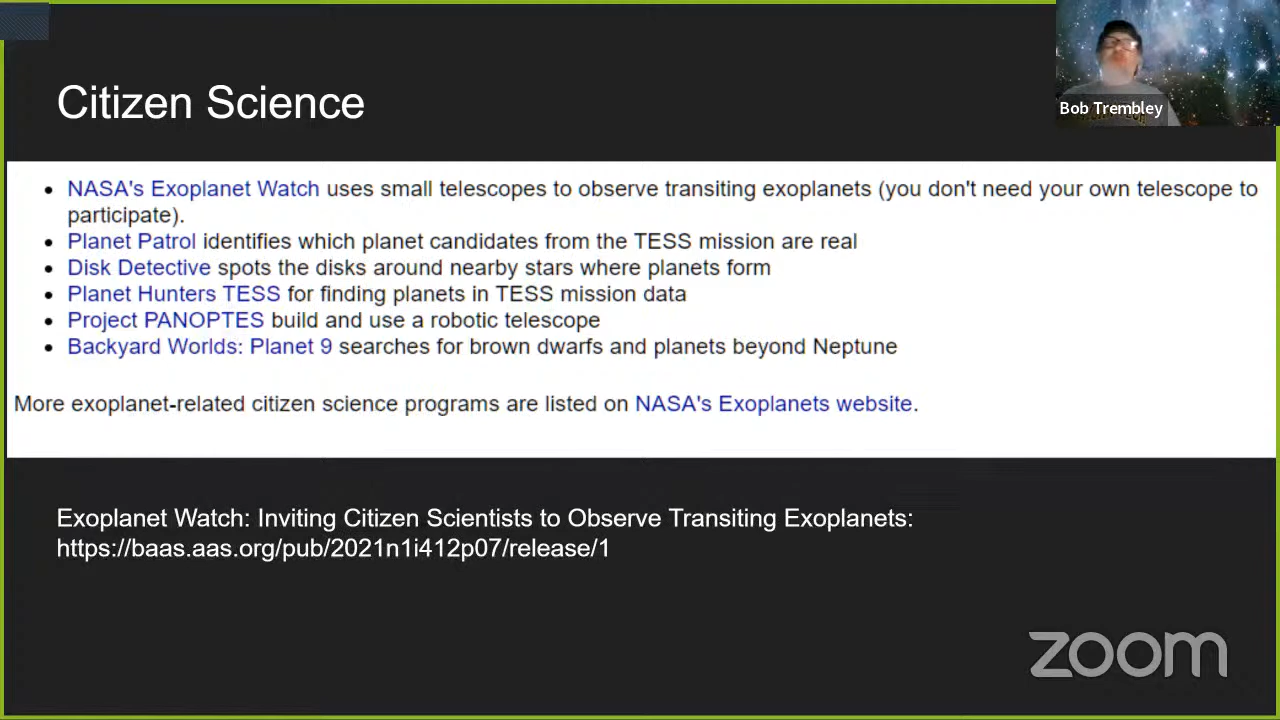 Citizen Science
Bob Trembley
NASA's Exoplanet Watch uses small telescopes to observe transiting exoplanets (you don't need your own telescope to
participate).
Planet Patrol identifies which planet candidates from the TESS mission are real
Disk Detective spots the disks around nearby stars where planets form
Planet Hunters TESS for finding planets in TESS mission data
Project PANOPTES build and use a robotic telescope
Backyard Worlds: Planet 9 searches for brown dwarfs and planets beyond Neptune
More exoplanet-related citizen science programs are listed on NASA's Exoplanets website.
Exoplanet Watch: Inviting Citizen Scientists to Observe Transiting Exoplanets:
https://baas.aas.org/pub/2021n1i412p07/release/1
zoom